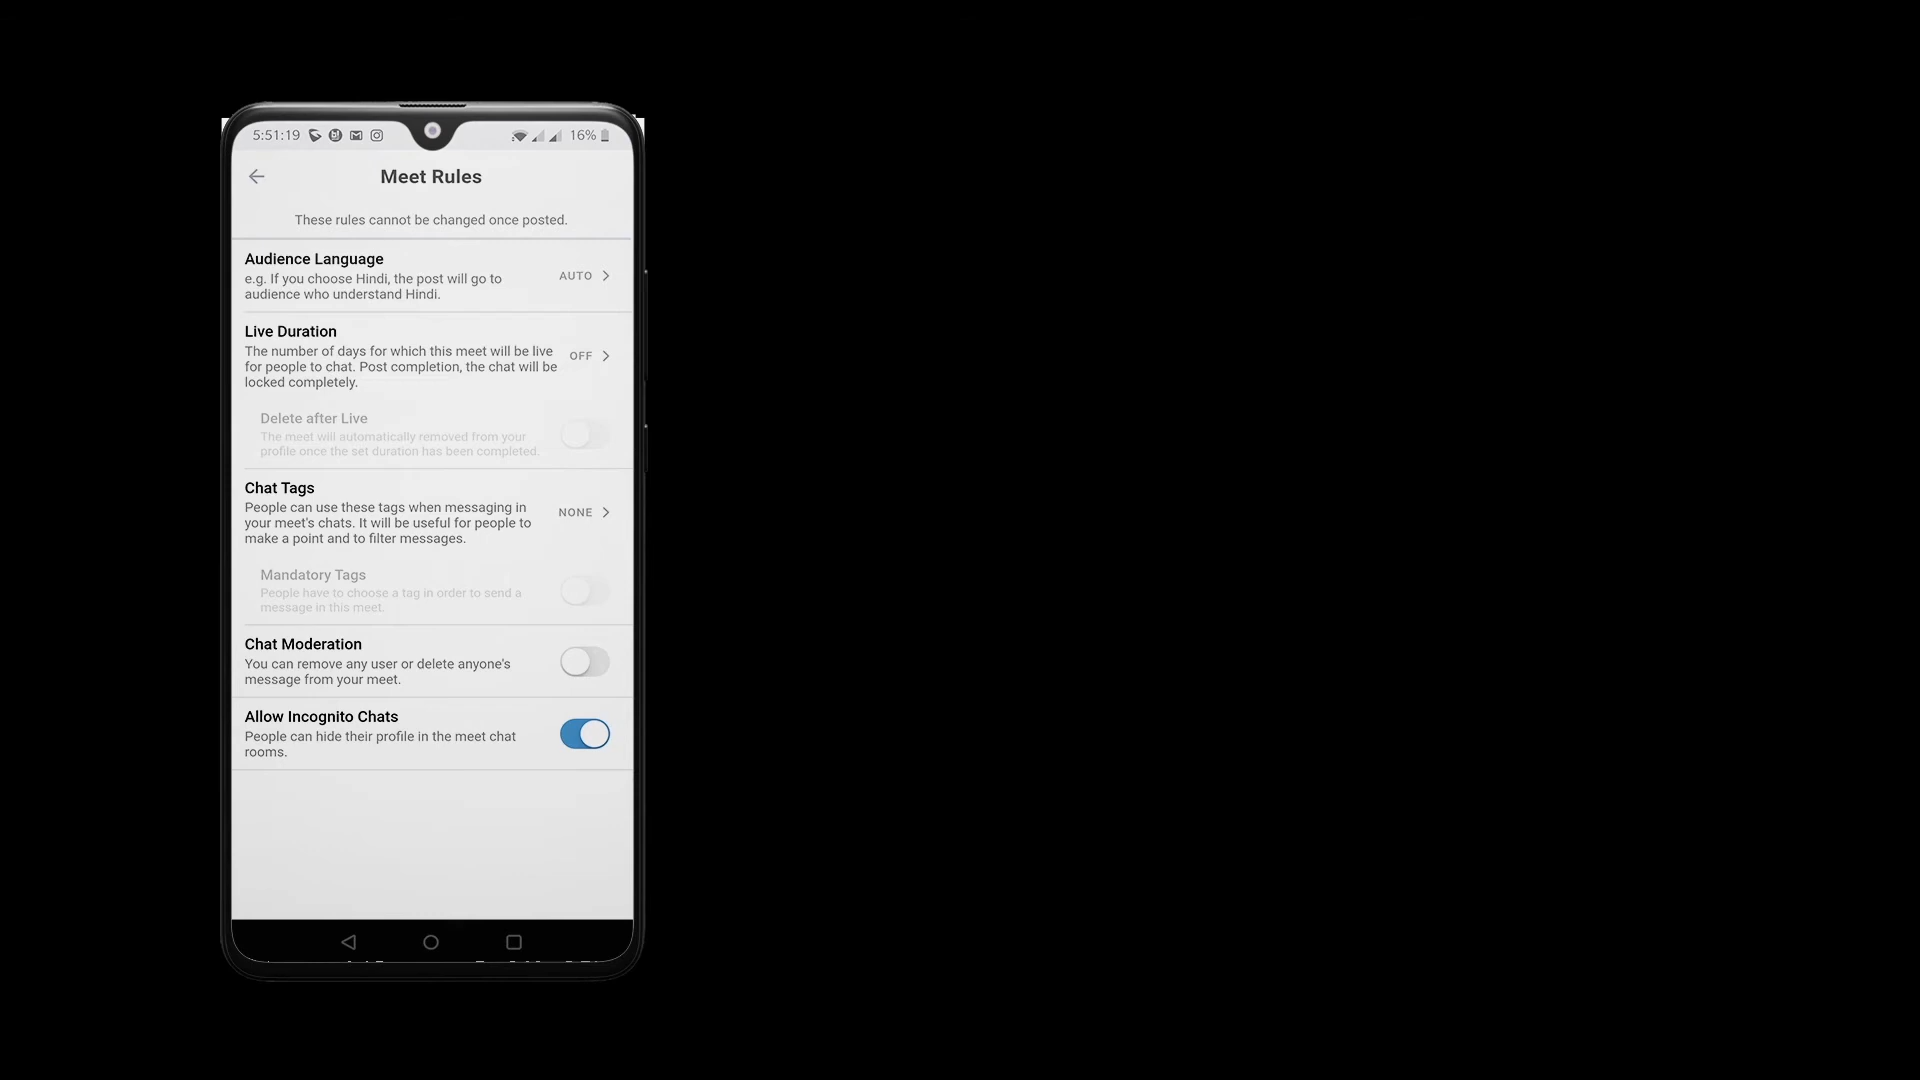 5:51:19 16%
Meet Rules
These rules cannot be changed once posted.
Audience Language
e.g. If you choose Hindi, the post will go to
audience who understand Hindi.
AUTO
Live Duration
The number of days for which this meet will be live
for people to chat. Post completion, the chat will be
locked completely.
OFF
Delete after Live
The meet will automatically removed from your
profile once the set duration has been completed.
Chat Tags
People can use these tags when messaging in
your meet's chats. It will be useful for people to
make a point and to filter messages.
NONE
Mandatory Tags
People have to choose a tag in order to send a
message in this meet.
Chat Moderation
You can remove any user or delete anyone's
message from your meet.
Allow Incognito Chats
People can hide their profile in the meet chat
rooms.